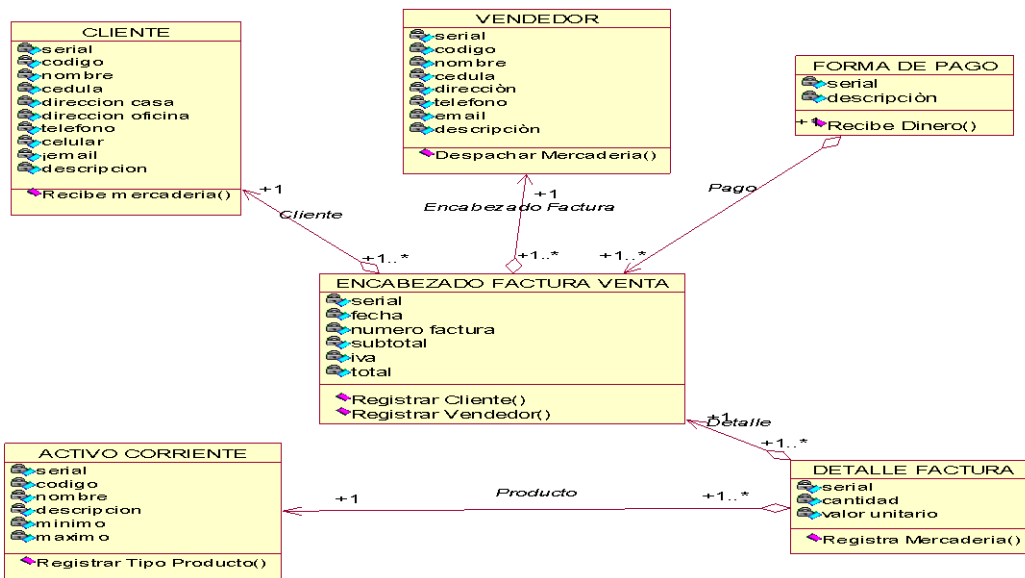 CLIENTE
serial
codigo
nombre
cedula
direccion casa
direccion oficina
telefono
celular
¡email
descripcion
Recibe mercaderia()
VENDEDOR
serial
codigo
nombre
cedula
direcciòn
telefono
email
descripciòn
Despachar Mercaderia()
FORMA DE PAGO
serial
descripciòn
Recibe Dinero()
+1
+1
Cliente
+1..*
+1
Encabezado Factura
+1..*
Pago
+1..*
ENCABEZADO FACTURA VENTA
serial
fecha
numero factura
subtotal
iva
total
Registrar Cliente()
Registrar Vendedor()
+1
Detalle
+1..*
ACTIVO CORRIENTE
serial
codigo
nombre
descripcion
minimo
maximo
Registrar Tipo Producto()
+1
Producto
+1..*
DETALLE FACTURA
serial
cantidad
valor unitario
Registra Mercaderia()